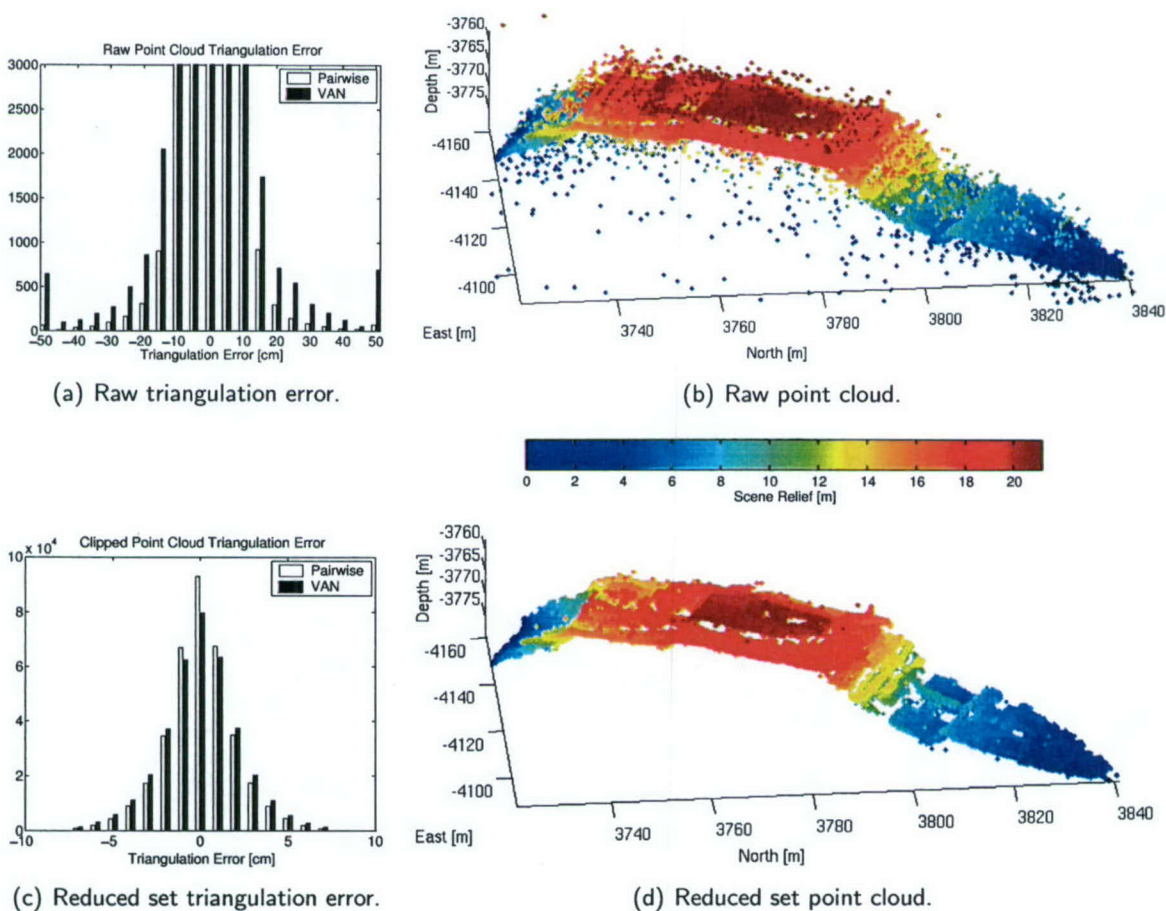 Raw Point Cloud Triangulation Error
3000
2500
2000
1500
1000
500
0
Pairwise
VAN
-50 -40 -30 -20 -10 0 10 20 30 40 50
Triangulation Error [cm]
(a) Raw triangulation error.
-3760
-3765
-3770
-3775
Depth [m]
-4160
-4140
-4120
-4100
East [m]
3740 3760 3780 3800 3820 3840
North [m]
(b) Raw point cloud.
0 2 4 6 8 10 12 14 16 18 20
Scene Relief [m]
Clipped Point Cloud Triangulation Error
10 x 10^4
8
6
4
2
0
Pairwise
VAN
-10 -5 0 5 10
Triangulation Error [cm]
(c) Reduced set triangulation error.
-3760
-3765
-3770
-3775
Depth [m]
-4160
-4140
-4120
-4100
East [m]
3740 3760 3780 3800 3820 3840
North [m]
(d) Reduced set point cloud.